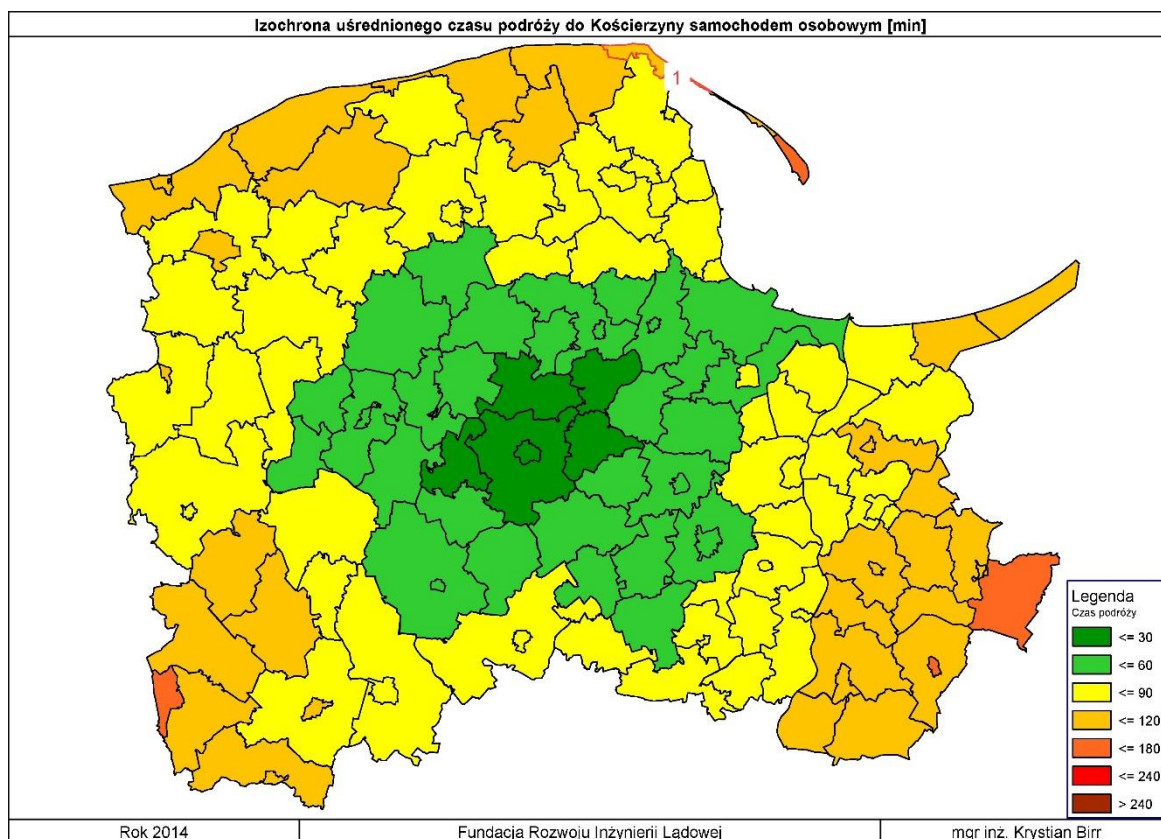 Izochrona uśrednionego czasu podróży do Kościerzyny samochodem osobowym [min]
1
Legenda
Czas podróży
<= 30
<= 60
<= 90
<= 120
<= 180
<= 240
> 240
Rok 2014
Fundacja Rozwoju Inżynierii Lądowej
mgr inż. Krystian Birr